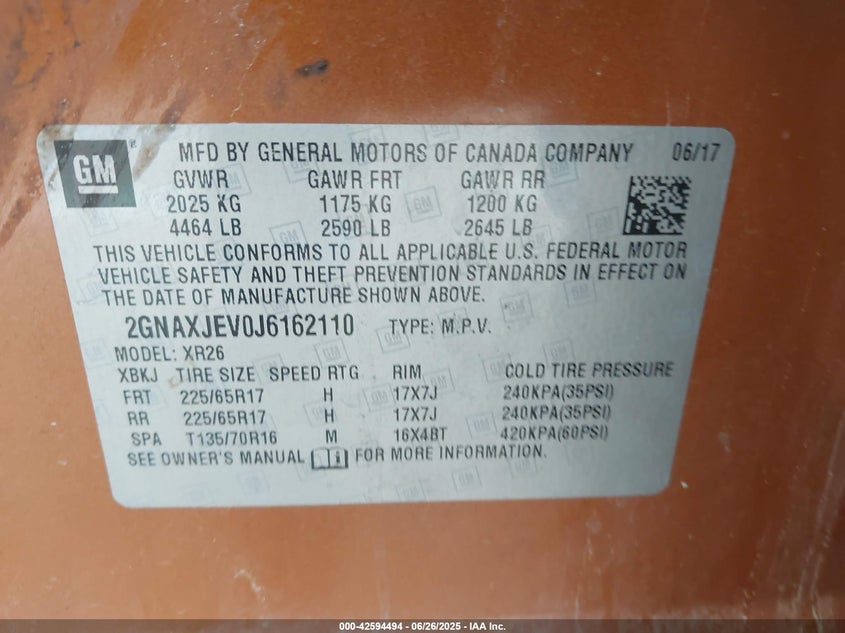 GM
MFD BY GENERAL MOTORS OF CANADA COMPANY 06/17
GVWR GAWR FRT GAWR RR
2025 KG 1175 KG 1200 KG
4464 LB 2590 LB 2645 LB
THIS VEHICLE CONFORMS TO ALL APPLICABLE U.S. FEDERAL MOTOR
VEHICLE SAFETY AND THEFT PREVENTION STANDARDS IN EFFECT ON
THE DATE OF MANUFACTURE SHOWN ABOVE.
2GNAXJEV0J6162110 TYPE: M.P.V.
MODEL: XR26
XBKJ TIRE SIZE SPEED RTG RIM COLD TIRE PRESSURE
FRT 225/65R17 H 17X7J 240KPA(35PSI)
RR 225/65R17 H 17X7J 240KPA(35PSI)
SPA T135/70R16 M 16X4BT 420KPA(60PSI)
SEE OWNER'S MANUAL FOR MORE INFORMATION.
000-42594494 - 06/26/2025 - IAA Inc.